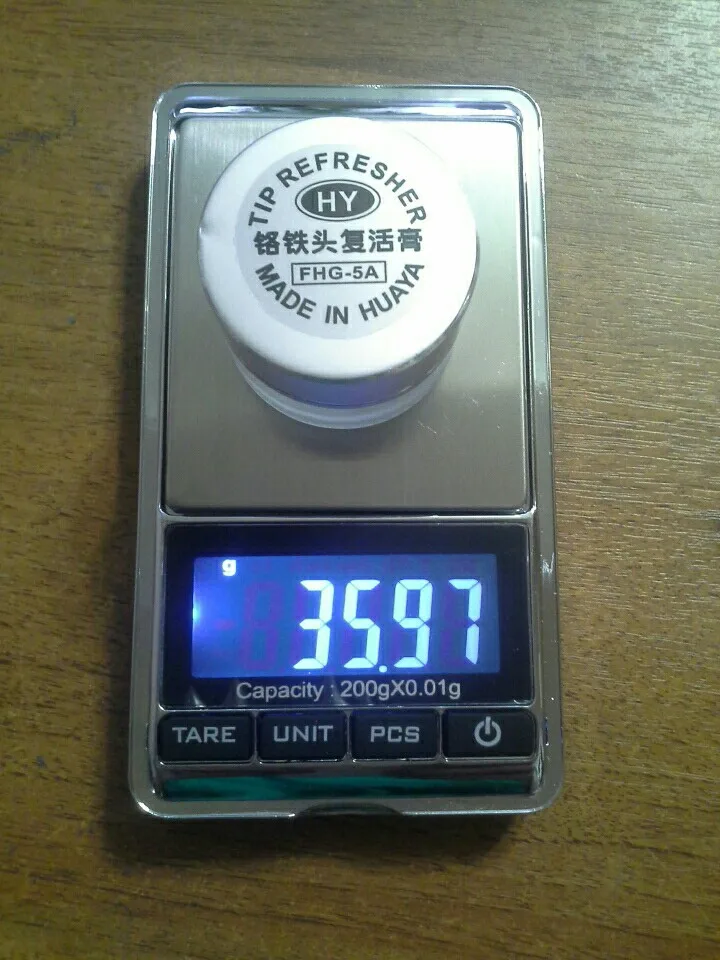 TIP REFRESHER
HY
铬铁头复活膏
FHG-5A
MADE IN HUAYA
g
35.97
Capacity : 200gX0.01g
TARE UNIT PCS